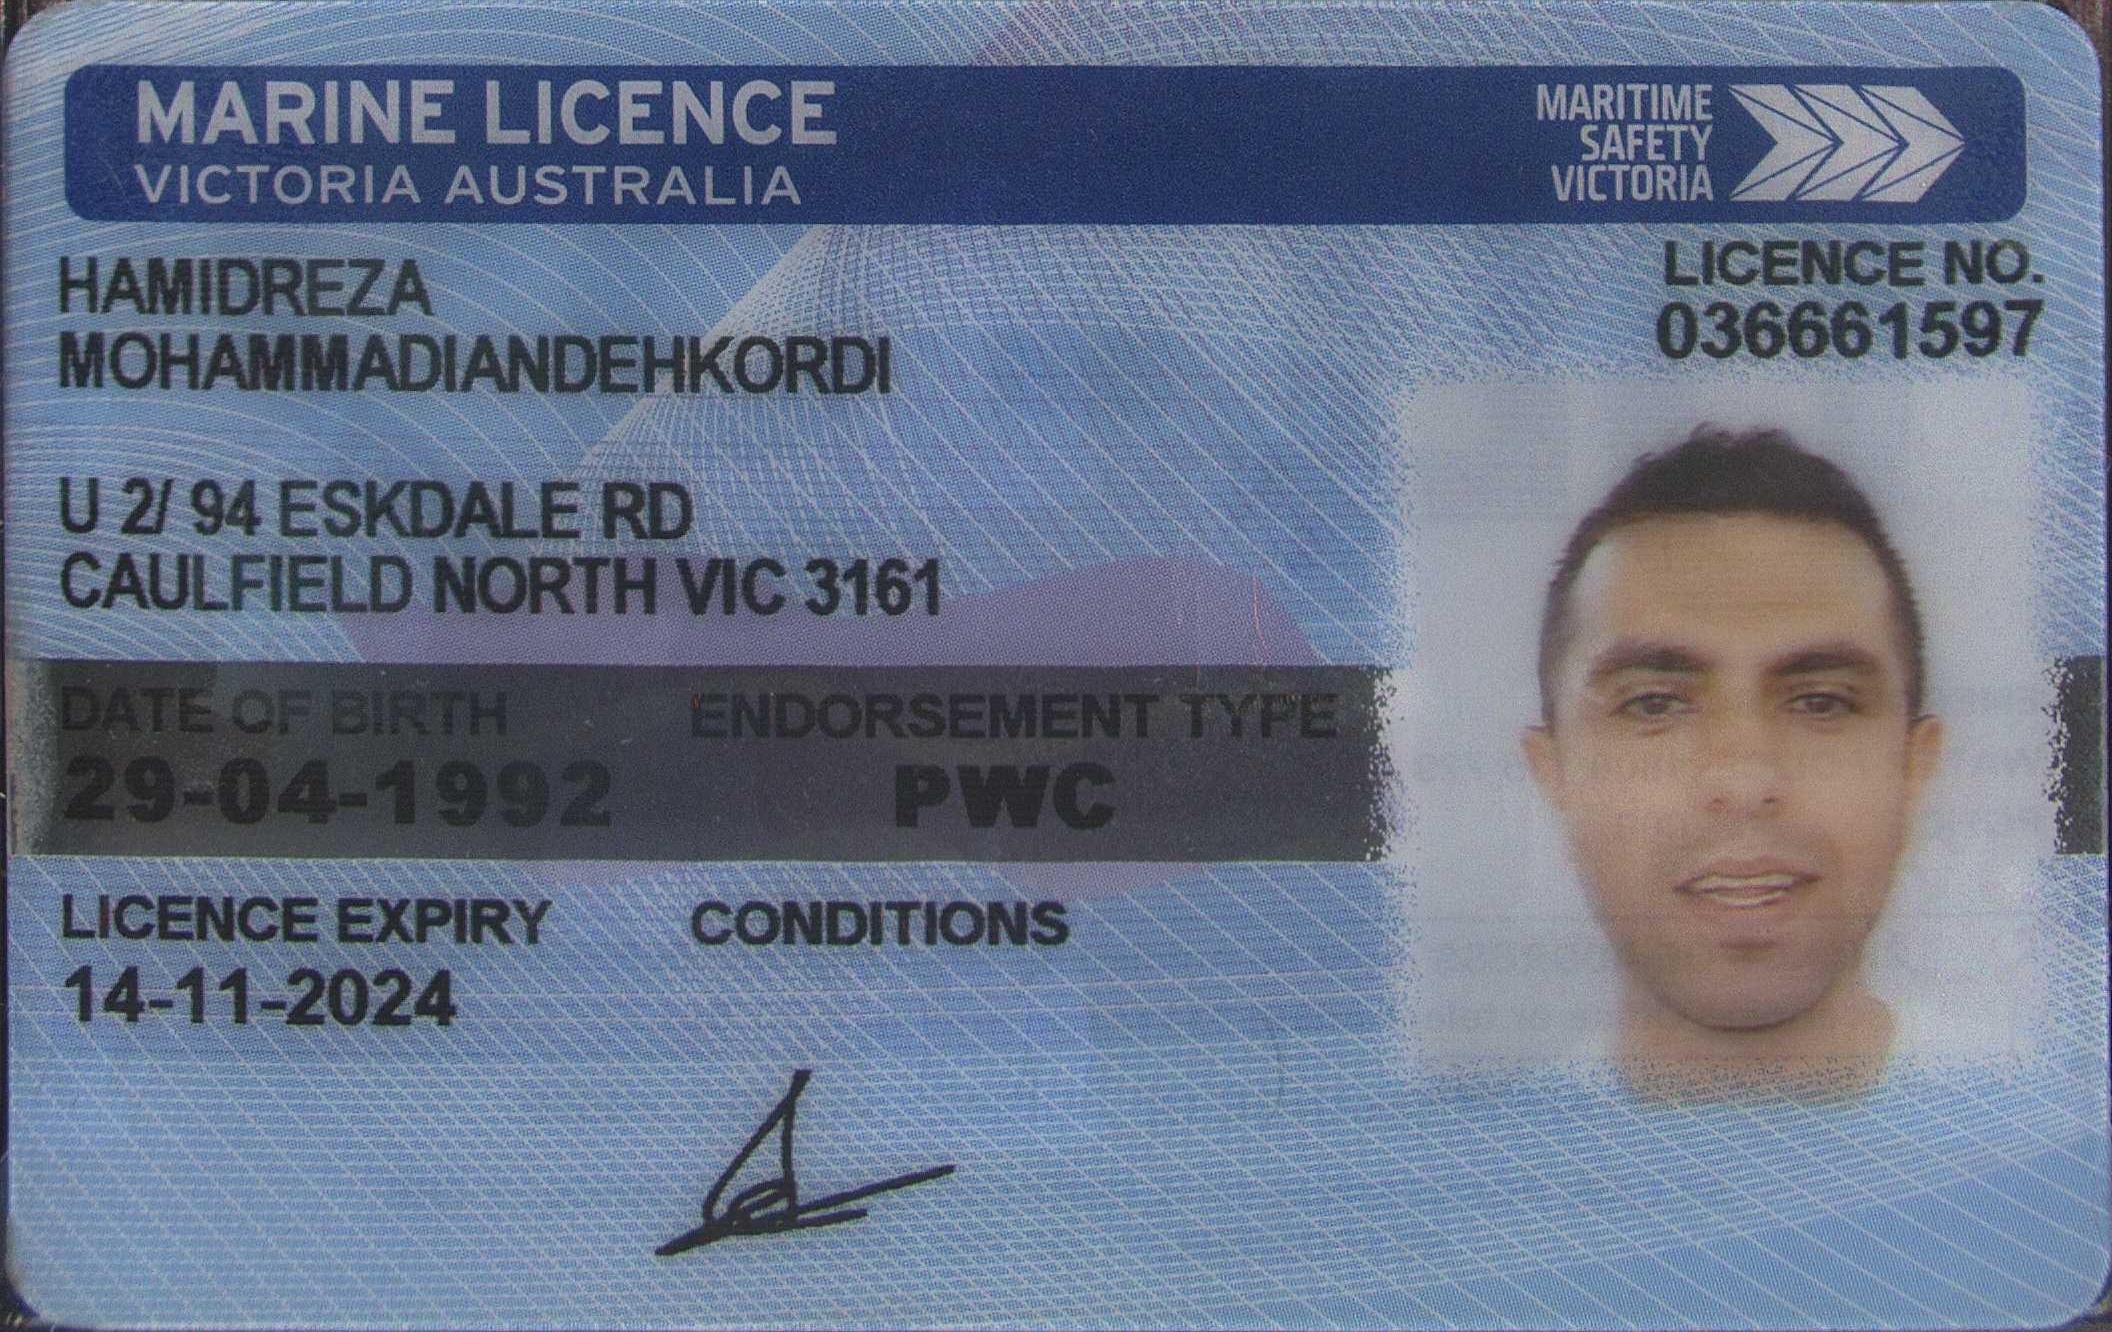 MARINE LICENCE
VICTORIA AUSTRALIA
MARITIME
SAFETY
VICTORIA
HAMIDREZA
MOHAMMADIANDEHKORDI
LICENCE NO.
036661597
U 2/ 94 ESKDALE RD
CAULFIELD NORTH VIC 3161
DATE OF BIRTH ENDORSEMENT TYPE
29-04-1992 PWC
LICENCE EXPIRY CONDITIONS
14-11-2024